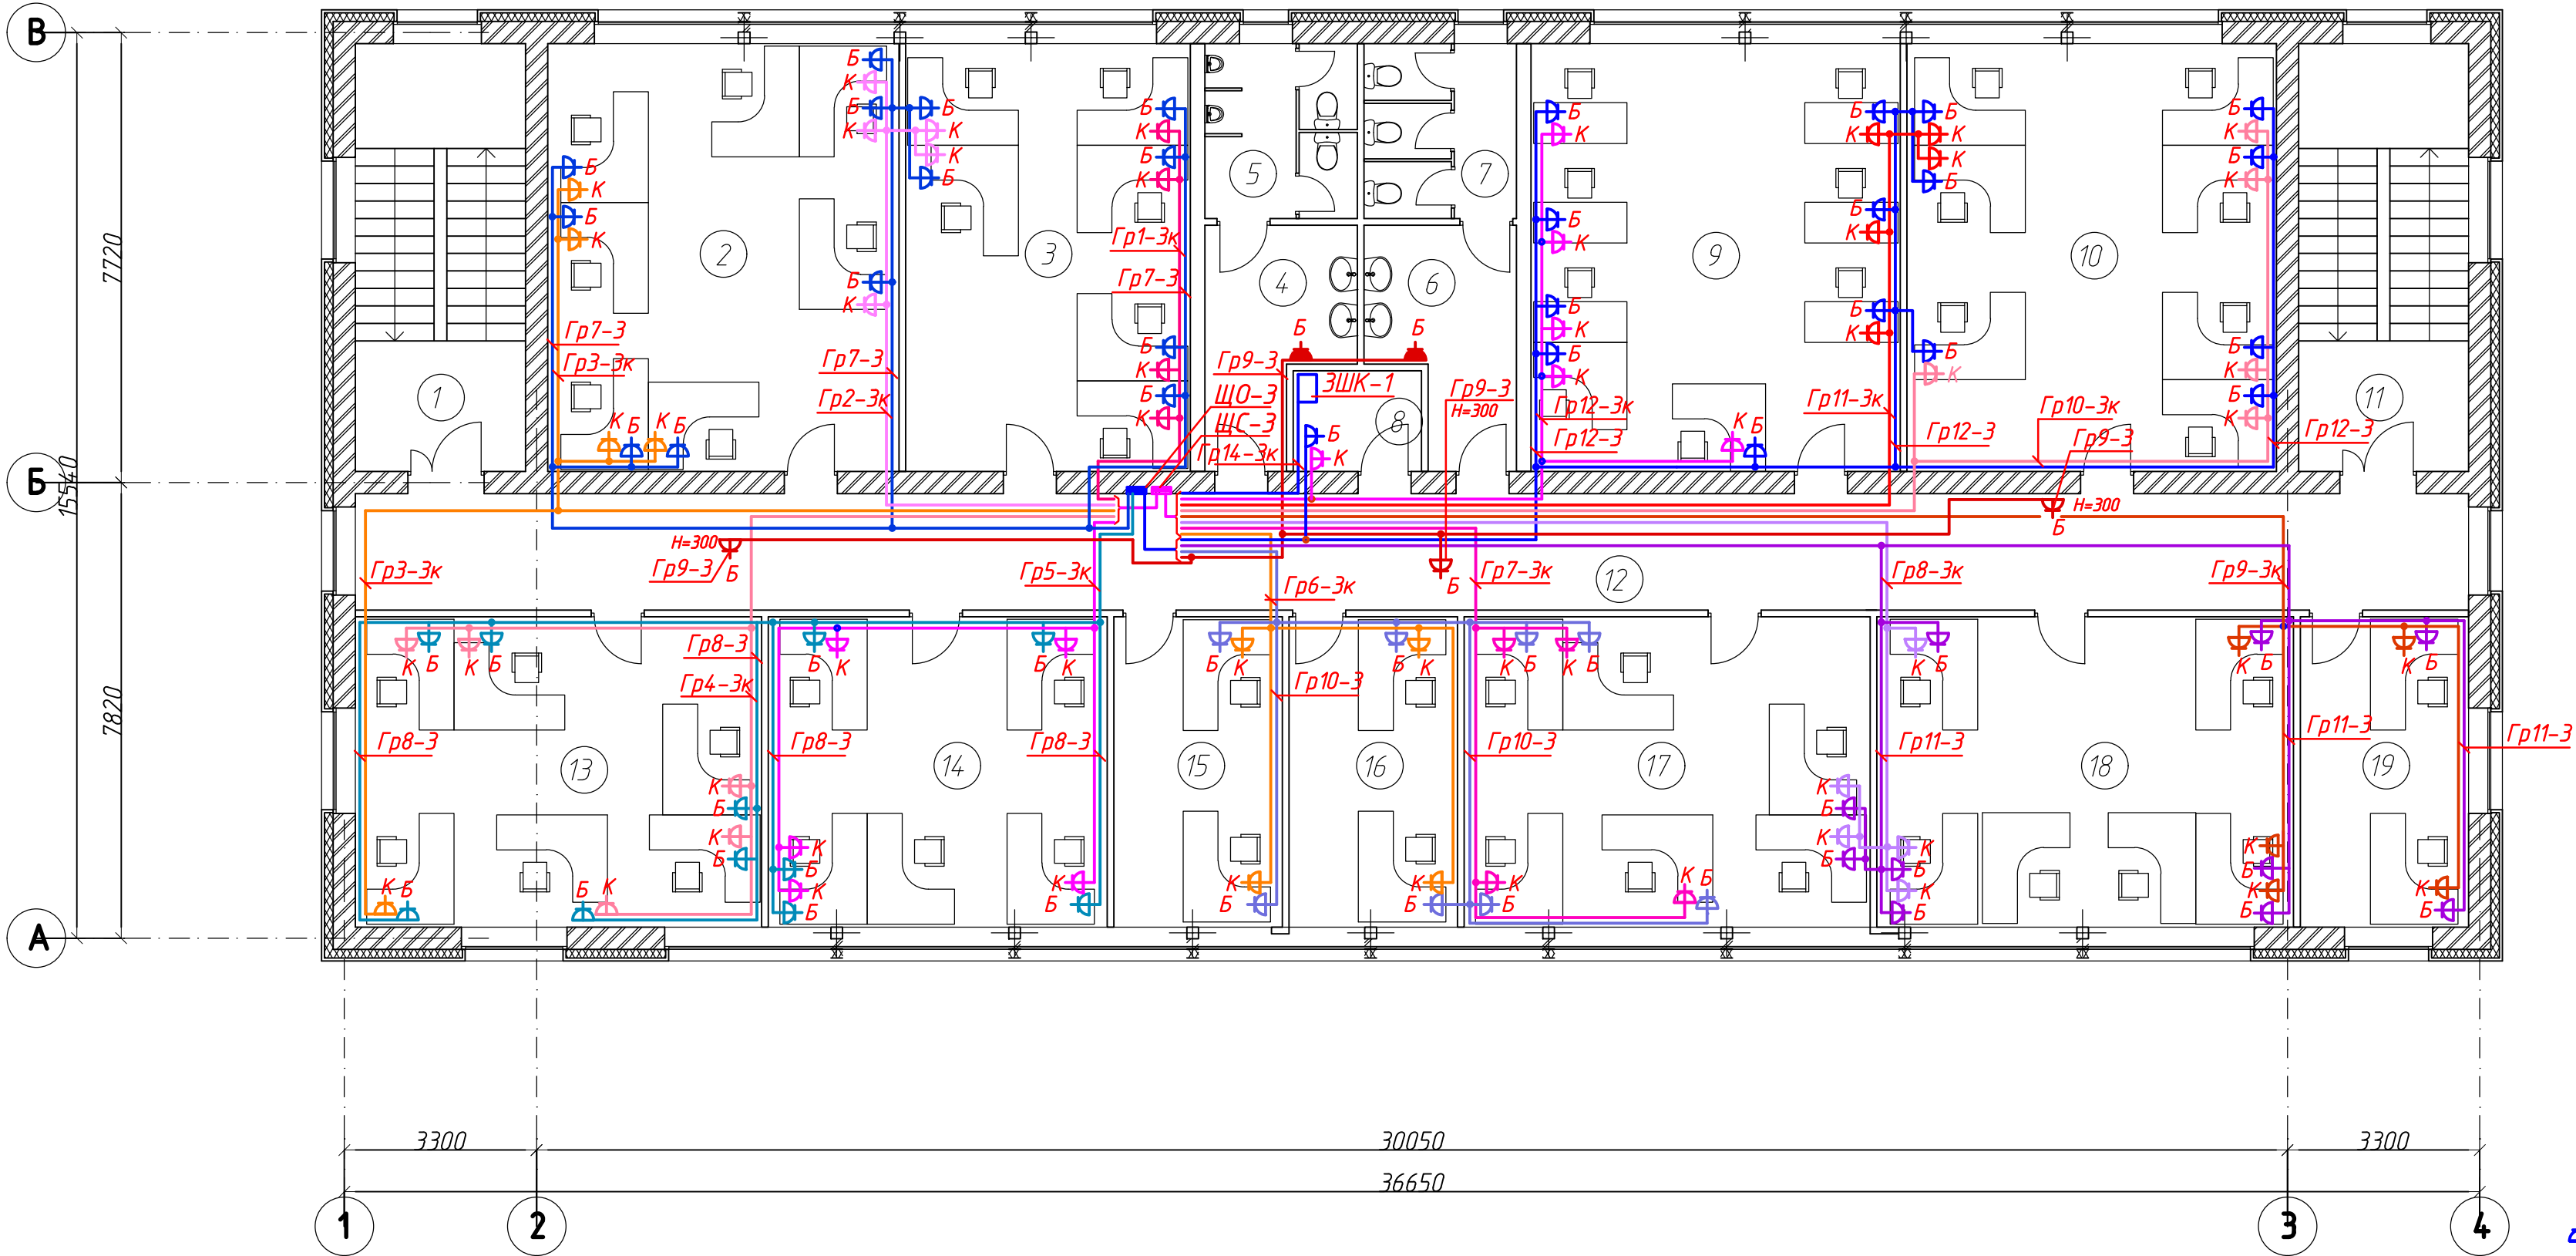 В
Б
А
7720
15540
7820
1
2
3
4
5
6
7
8
9
10
11
12
13
14
15
16
17
18
19
Гр7-3
Гр3-3к
Гр7-3
Гр2-3к
Гр1-3к
Гр7-3
Гр9-3
ЩО-3
ЩС-3
Гр14-3к
ЗШК-1
Гр9-3
Н=300
Гр12-3к
Гр12-3
Гр11-3к
Гр12-3
Гр10-3к
Гр9-3
Гр12-3
Н=300
Н=300
Гр3-3к
Гр9-3
Гр5-3к
Гр6-3к
Гр7-3к
Гр8-3к
Гр9-3к
Гр8-3
Гр4-3к
Гр10-3
Гр8-3
Гр8-3
Гр8-3
Гр10-3
Гр11-3
Гр11-3
Гр11-3
Б
К
Б
К
Б
К
К
Б
Б
К
Б
К
Б
К
К
Б
К
Б
Б
К
Б
К
Б
К
Б
К
Б
Б
Б
К
Б
К
Б
К
Б
К
Б
К
К
Б
Б
К
Б
К
Б
К
Б
К
К
Б
Б
К
Б
К
Б
К
Б
К
Б
К
Б
Б
Б
К
Б
К
Б
Б
К
Б
К
Б
К
Б
К
К
Б
К
Б
К
Б
К
Б
К
Б
К
Б
К
Б
К
Б
Б
К
К
Б
К
Б
К
Б
К
Б
К
Б
К
Б
К
Б
К
Б
К
Б
К
Б
К
Б
К
Б
К
Б
К
Б
3300
30050
3300
36650
1
2
3
4